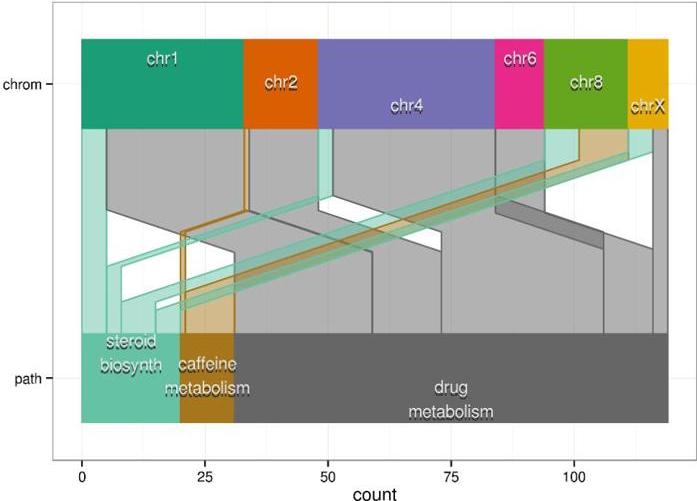 chr1
chr2
chr4
chr6
chr8
chrX
chrom
steroid
biosynth
caffeine
metabolism
drug
metabolism
path
0
25
50
75
100
count